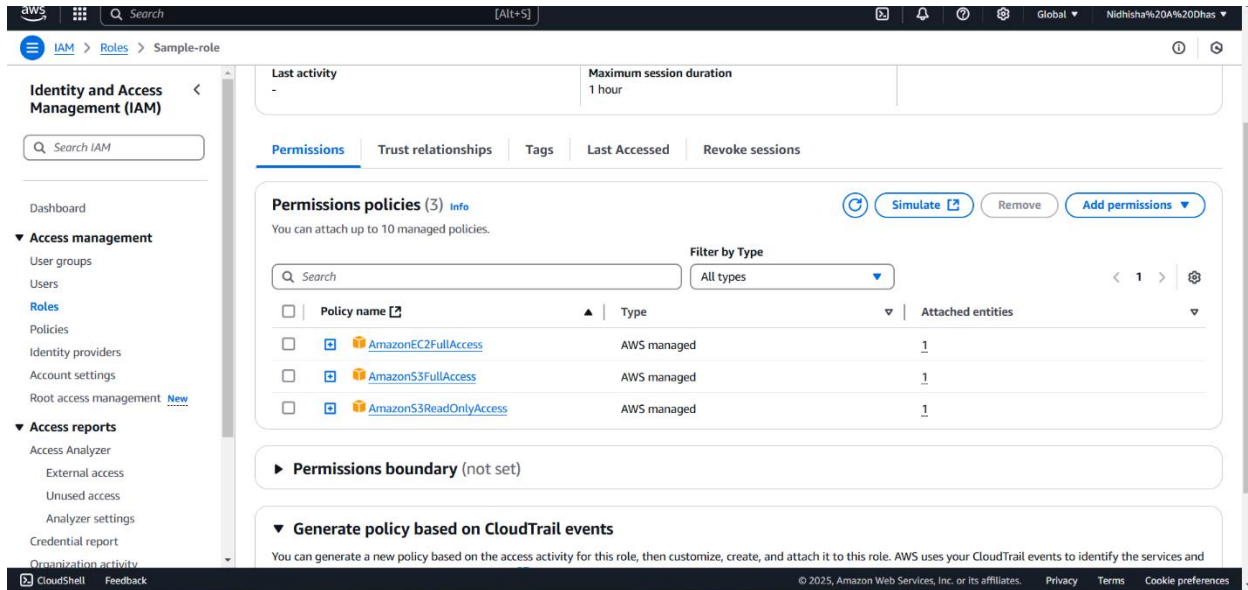 aws Search [Alt+S] Global ▼ Nidhisha%20A%20Dhas ▼
IAM > Roles > Sample-role
Identity and Access
Management (IAM)
Search IAM
Dashboard
▼ Access management
User groups
Users
Roles
Policies
Identity providers
Account settings
Root access management New
▼ Access reports
Access Analyzer
External access
Unused access
Analyzer settings
Credential report
Organization activity
Last activity
-
Maximum session duration
1 hour
Permissions Trust relationships Tags Last Accessed Revoke sessions
Permissions policies (3) Info
Simulate Remove Add permissions ▼
You can attach up to 10 managed policies.
Filter by Type
Search All types ▼ < 1 >
Policy name ▲ Type Attached entities
AmazonEC2FullAccess AWS managed 1
AmazonS3FullAccess AWS managed 1
AmazonS3ReadOnlyAccess AWS managed 1
▶ Permissions boundary (not set)
▼ Generate policy based on CloudTrail events
You can generate a new policy based on the access activity for this role, then customize, create, and attach it to this role. AWS uses your CloudTrail events to identify the services and
CloudShell Feedback © 2025, Amazon Web Services, Inc. or its affiliates. Privacy Terms Cookie preferences